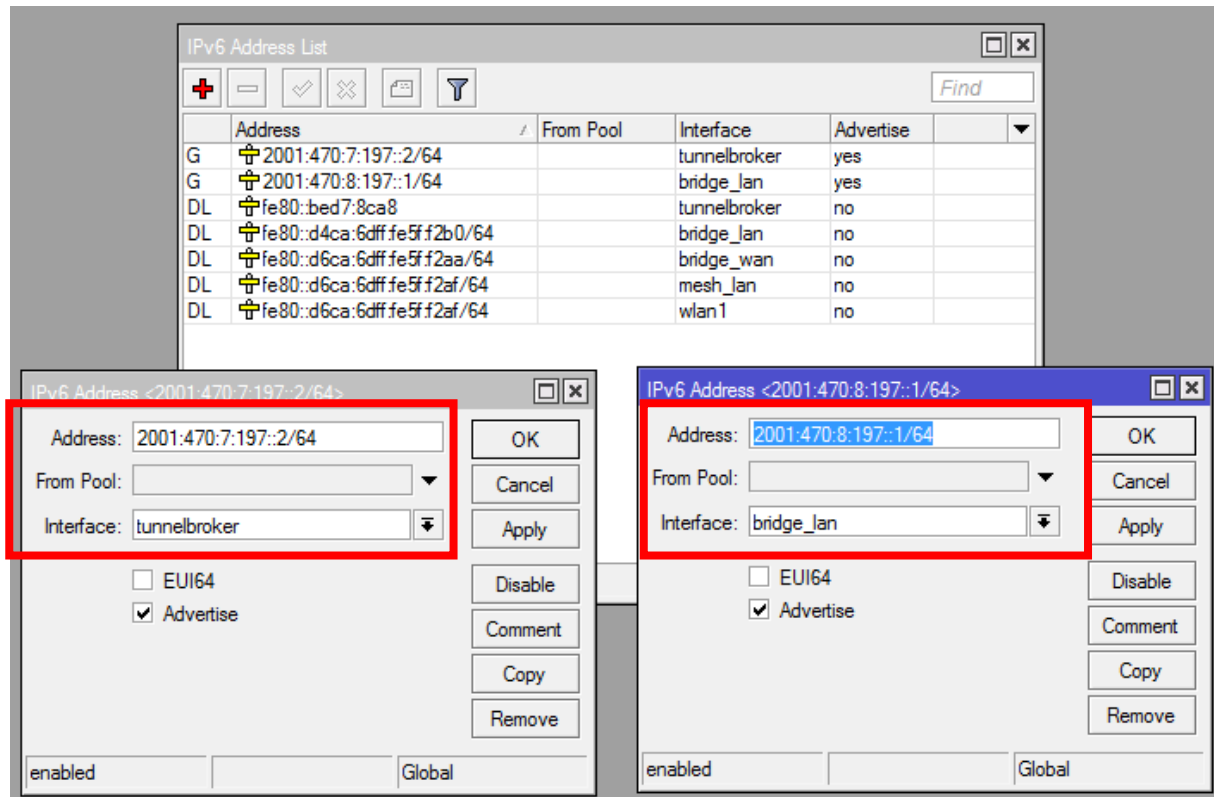 IPv6 Address List
Find
Address From Pool Interface Advertise
G 2001:470:7:197::2/64 tunnelbroker yes
G 2001:470:8:197::1/64 bridge_lan yes
DL fe80::bed7:8ca8 tunnelbroker no
DL fe80::d4ca:6dff:fe5f:f2b0/64 bridge_lan no
DL fe80::d6ca:6dff:fe5f:f2aa/64 bridge_wan no
DL fe80::d6ca:6dff:fe5f:f2af/64 mesh_lan no
DL fe80::d6ca:6dff:fe5f:f2af/64 wlan1 no
IPv6 Address <2001:470:7:197::2/64>
Address: 2001:470:7:197::2/64 OK
From Pool: Cancel
Interface: tunnelbroker Apply
EUI64 Disable
Advertise
Comment
Copy
Remove
enabled Global
IPv6 Address <2001:470:8:197::1/64>
Address: 2001:470:8:197::1/64 OK
From Pool: Cancel
Interface: bridge_lan Apply
EUI64 Disable
Advertise
Comment
Copy
Remove
enabled Global